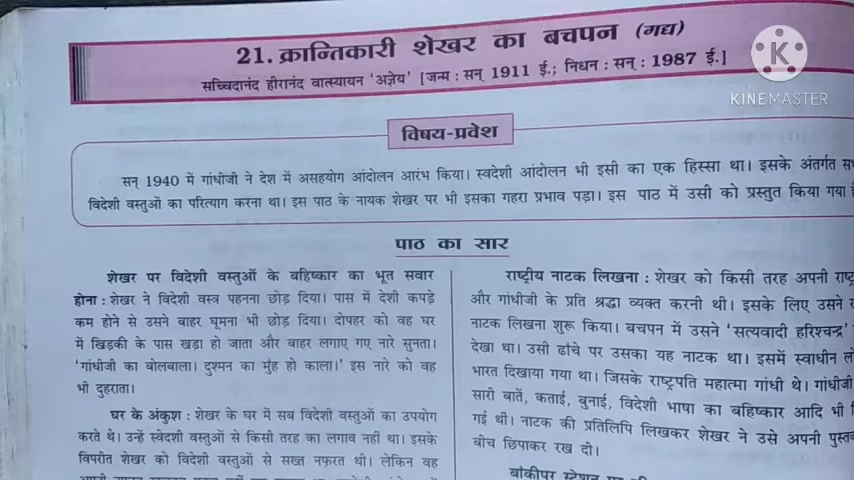 21. क्रान्तिकारी शेखर का बचपन (गद्य)
सच्चिदानंद हीरानंद वात्स्यायन 'अज्ञेय' [जन्म : सन् 1911 ई.; निधन : सन् : 1987 ई.]
KINEMASTER
विषय-प्रवेश
सन् 1940 में गांधीजी ने देश में असहयोग आंदोलन आरंभ किया। स्वदेशी आंदोलन भी इसी का एक हिस्सा था। इसके अंतर्गत
विदेशी वस्तुओं का परित्याग करना था। इस पाठ के नायक शेखर पर भी इसका गहरा प्रभाव पड़ा। इस पाठ में उसी को प्रस्तुत किया गया
पाठ का सार
शेखर पर विदेशी वस्तुओं के बहिष्कार का भूत सवार
होना : शेखर ने विदेशी वस्त्र पहनना छोड़ दिया। पास में देशी कपड़े
कम होने से उसने बाहर घूमना भी छोड़ दिया। दोपहर को वह घर
में खिड़की के पास खड़ा हो जाता और बाहर लगाए गए नारे सुनता।
'गांधीजी का बोलबाला। दुश्मन का मुंह हो काला।' इस नारे को वह
भी दुहराता।
घर के अंकुश : शेखर के घर में सब विदेशी वस्तुओं का उपयोग
करते थे। उन्हें स्वेदशी वस्तुओं से किसी तरह का लगाव नहीं था। इसके
विपरीत शेखर को विदेशी वस्तुओं से सख्त नफ़रत थी। लेकिन वह
राष्ट्रीय नाटक लिखना : शेखर को किसी तरह अपनी
और गांधीजी के प्रति श्रद्धा व्यक्त करनी थी। इसके लिए उसने
नाटक लिखना शुरू किया। बचपन में उसने 'सत्यवादी हरिश्चन्द्र'
देखा था। उसी ढाँचे पर उसका यह नाटक था। इसमें स्वाधीन
भारत दिखाया गया था। जिसके राष्ट्रपति महात्मा गांधी थे। गांधीजी
सारी बातें, कताई, बुनाई, विदेशी भाषा का बहिष्कार आदि भी
गई थी। नाटक की प्रतिलिपि लिखकर शेखर ने उसे अपनी
बीच छिपाकर रख दी।
बांकीपुर स्टेशन